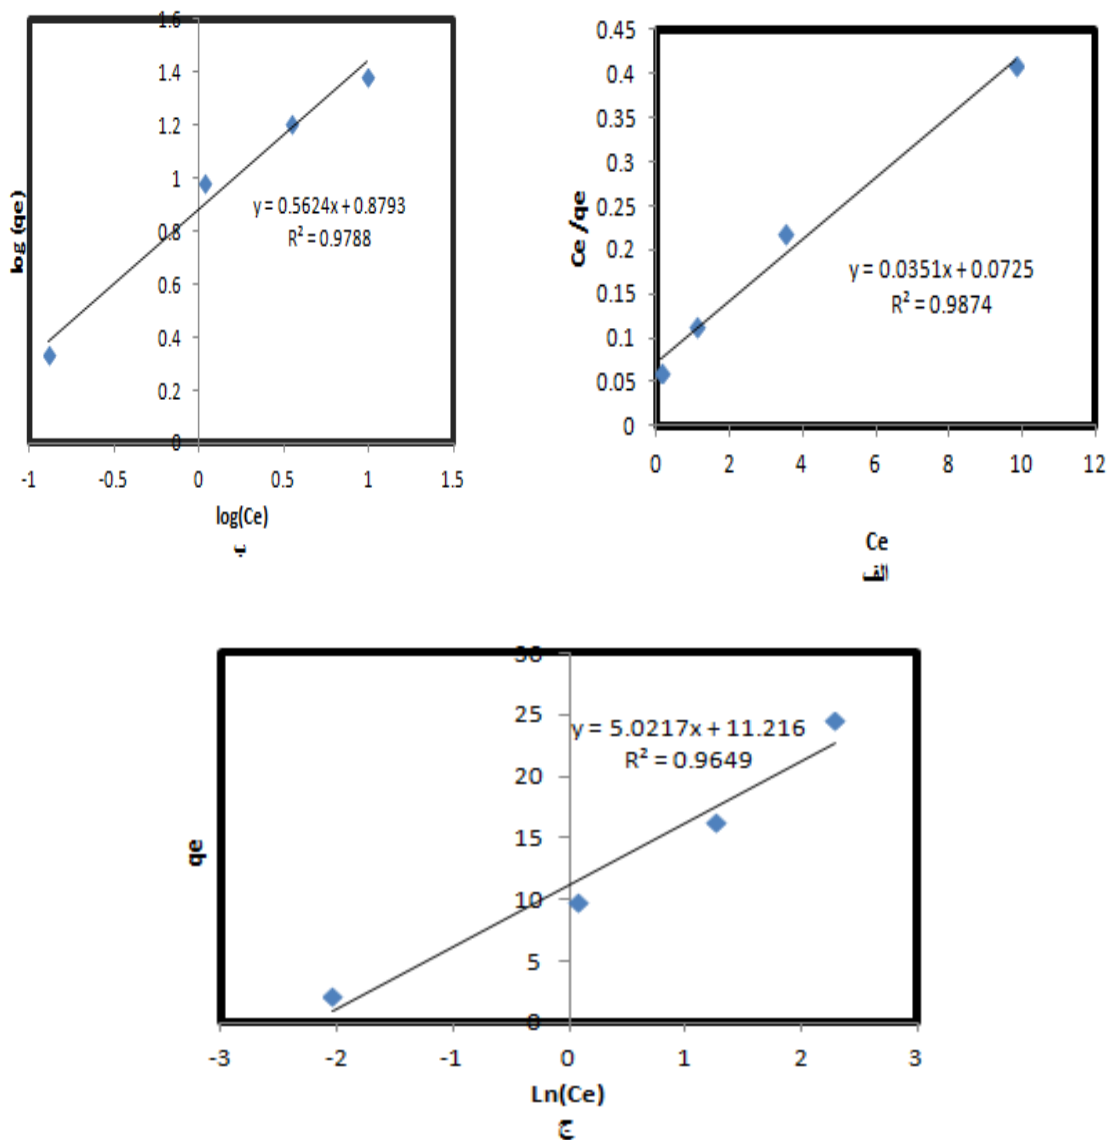 1.6
1.4
1.2
1
0.8
0.6
0.4
0.2
0
log (qe)
y = 0.5624x + 0.8793
R² = 0.9788
-1 -0.5 0 0.5 1 1.5
log(Ce)
ب
0.45
0.4
0.35
0.3
0.25
0.2
0.15
0.1
0.05
0
Ce /qe
y = 0.0351x + 0.0725
R² = 0.9874
0 2 4 6 8 10 12
Ce
الف
30
25
20
15
10
5
0
qe
y = 5.0217x + 11.216
R² = 0.9649
-3 -2 -1 0 1 2 3
Ln(Ce)
ج